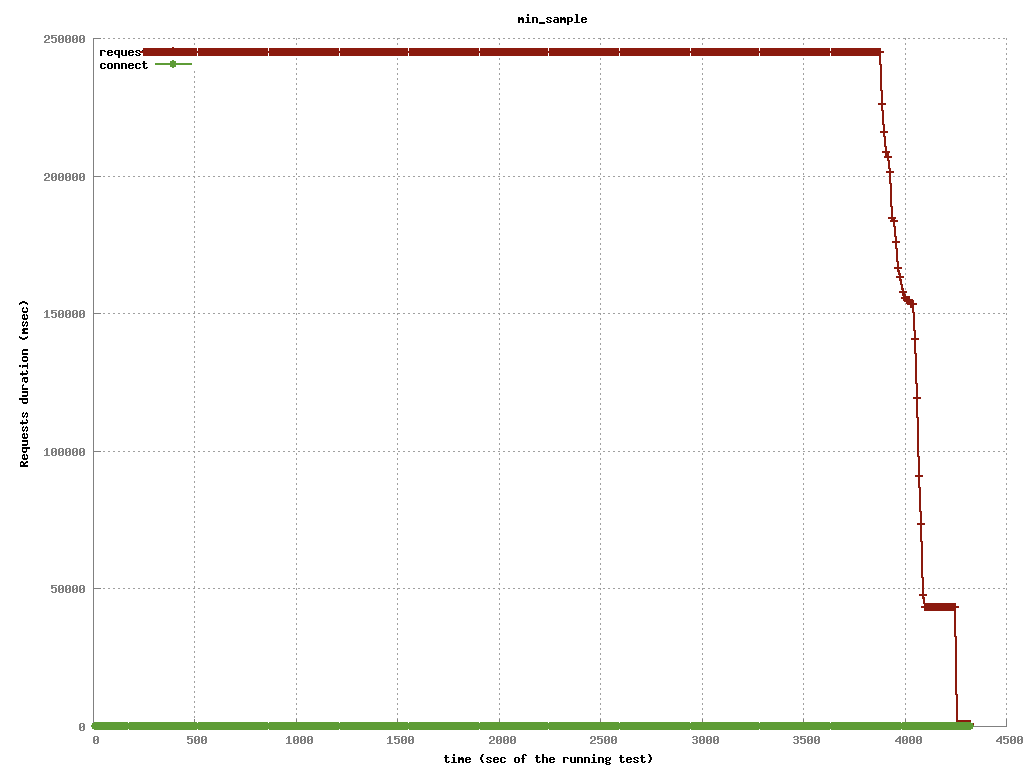 min_sample
250000
reques
connect
200000
150000
100000
50000
0
Requests duration (msec)
0 500 1000 1500 2000 2500 3000 3500 4000 4500
time (sec of the running test)